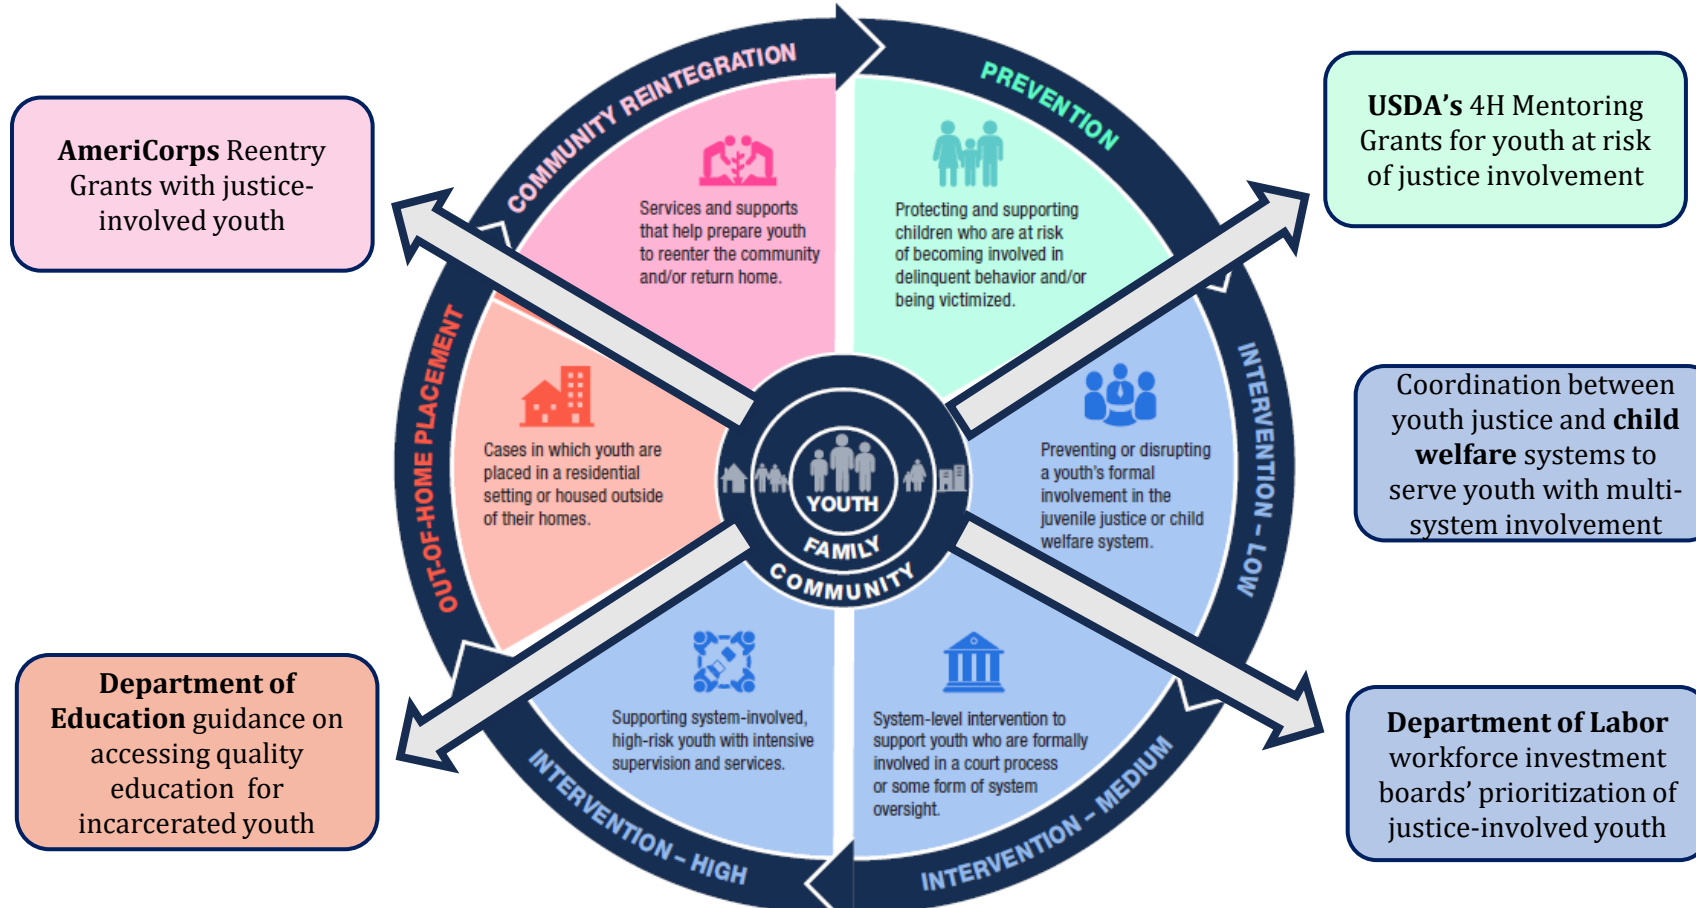 COMMUNITY REINTEGRATION
PREVENTION
INTERVENTION – LOW
INTERVENTION – MEDIUM
INTERVENTION – HIGH
OUT-OF-HOME PLACEMENT
AmeriCorps Reentry
Grants with justice-
involved youth
USDA’s 4H Mentoring
Grants for youth at risk
of justice involvement
Services and supports
that help prepare youth
to reenter the community
and/or return home.
Protecting and supporting
children who are at risk
of becoming involved in
delinquent behavior and/or
being victimized.
Cases in which youth are
placed in a residential
setting or housed outside
of their homes.
YOUTH
FAMILY
COMMUNITY
Preventing or disrupting
a youth’s formal
involvement in the
juvenile justice or child
welfare system.
Coordination between
youth justice and child
welfare systems to
serve youth with multi-
system involvement
Department of
Education guidance on
accessing quality
education for
incarcerated youth
Supporting system-involved,
high-risk youth with intensive
supervision and services.
System-level intervention to
support youth who are formally
involved in a court process
or some form of system
oversight.
Department of Labor
workforce investment
boards’ prioritization of
justice-involved youth